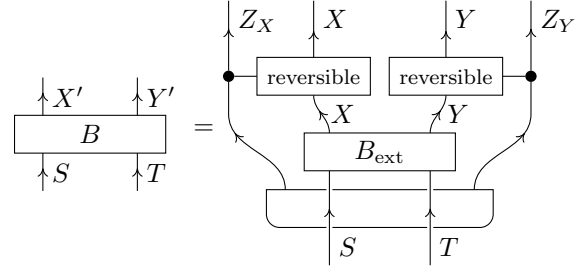 Z_X X Y Z_Y
reversible reversible
X' Y' = X Y
B B_ext
S T
S T